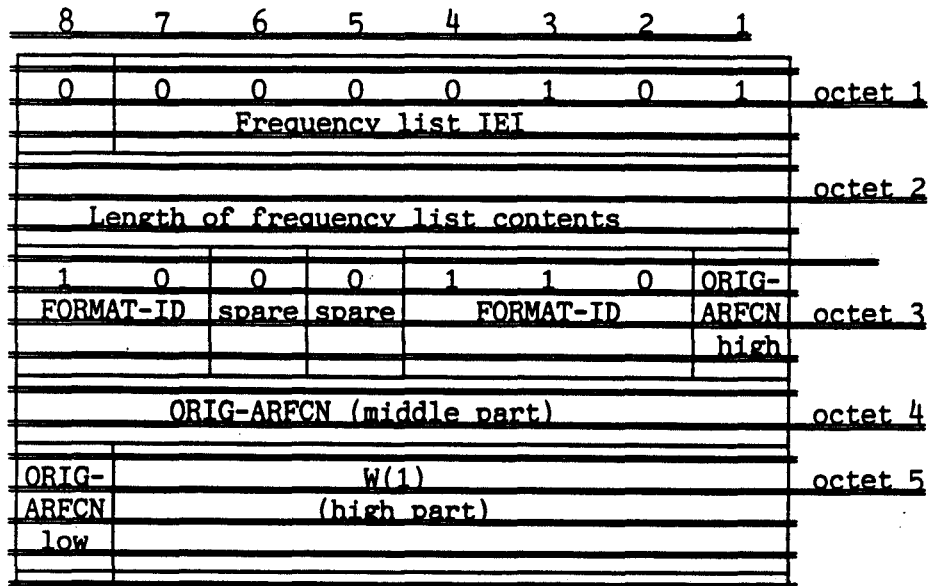 8 7 6 5 4 3 2 1
0 0 0 0 0 1 0 1 octet 1
Frequency list IEI
octet 2
Length of frequency list contents
1 0 0 0 1 1 0 ORIG-
FORMAT-ID spare spare FORMAT-ID ARFCN octet 3
high
ORIG-ARFCN (middle part) octet 4
ORIG- W(1) octet 5
ARFCN (high part)
low